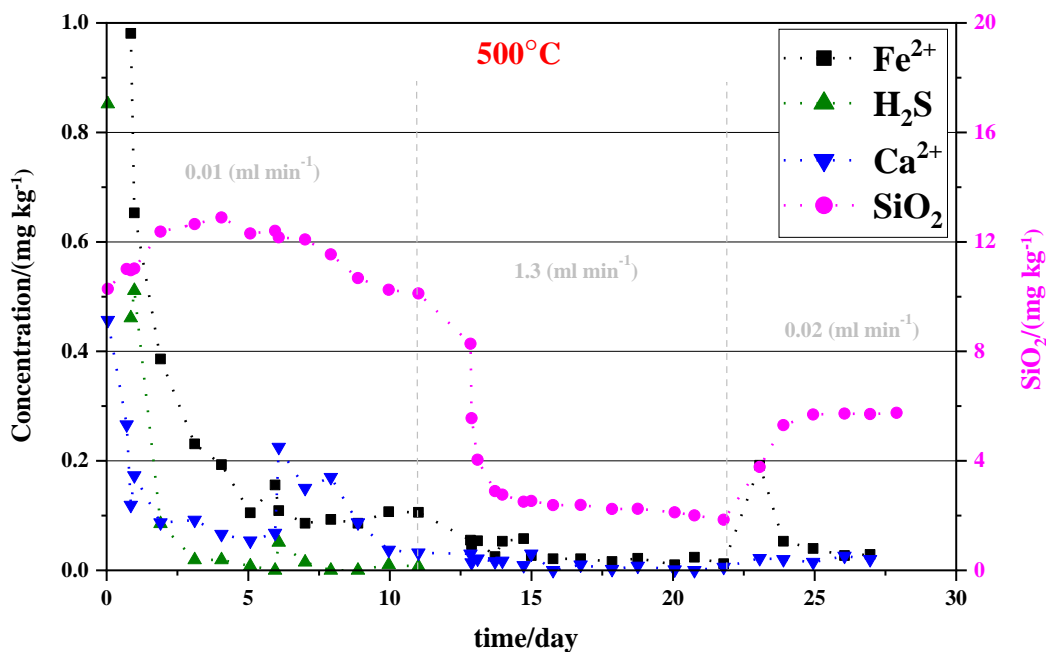 500°C
Fe²⁺
H₂S
Ca²⁺
SiO₂
0.01 (ml min⁻¹)
1.3 (ml min⁻¹)
0.02 (ml min⁻¹)
Concentration/(mg kg⁻¹)
1.0
0.8
0.6
0.4
0.2
0.0
SiO₂/(mg kg⁻¹)
20
16
12
8
4
0
0 5 10 15 20 25 30
time/day